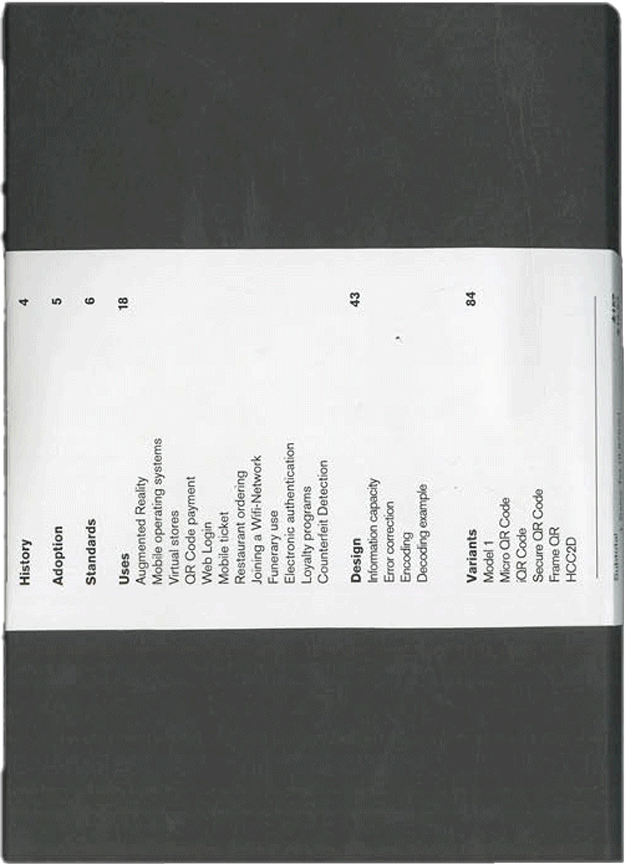 History 4
Adoption 5
Standards 6
Uses 18
Augmented Reality
Mobile operating systems
Virtual stores
QR Code payment
Web Login
Mobile ticket
Restaurant ordering
Joining a Wifi-Network
Funerary use
Electronic authentication
Loyalty programs
Counterfeit Detection
Design 43
Information capacity
Error correction
Encoding
Decoding example
Variants 84
Model 1
Micro QR Code
iQR Code
Secure QR Code
Frame QR
HCC2D